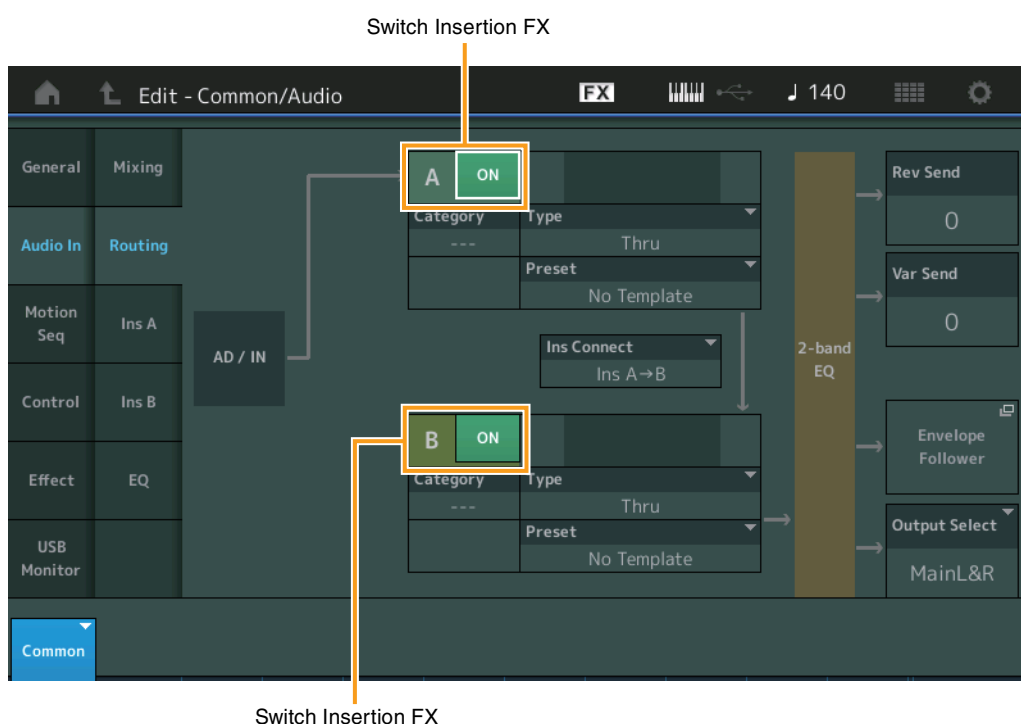 Switch Insertion FX
Edit - Common/Audio
FX
♩ 140
General
Mixing
A
ON
Rev Send
0
Category
Type
---
Thru
Audio In
Routing
Preset
No Template
Var Send
0
Motion
Seq
Ins A
AD / IN
Ins Connect
Ins A→B
2-band
EQ
Control
Ins B
B
ON
Envelope
Follower
Effect
EQ
Category
Type
---
Thru
Preset
No Template
Output Select
MainL&R
USB
Monitor
Common
Switch Insertion FX